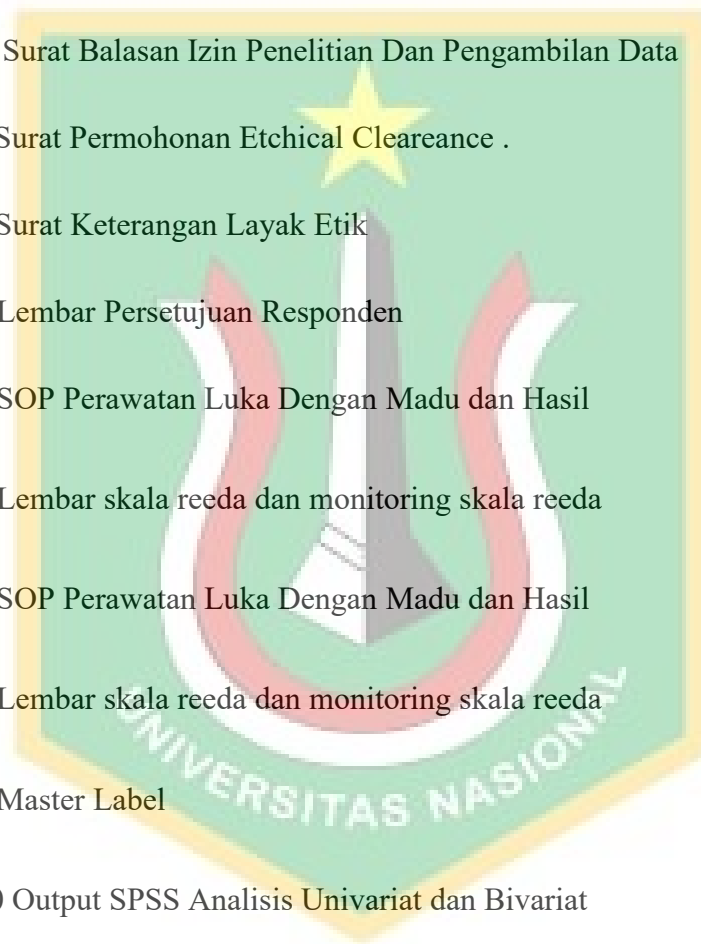 Surat Balasan Izin Penelitian Dan Pengambilan Data
Surat Permohonan Etchical Cleareance .
Surat Keterangan Layak Etik
Lembar Persetujuan Responden
SOP Perawatan Luka Dengan Madu dan Hasil
Lembar skala reeda dan monitoring skala reeda
SOP Perawatan Luka Dengan Madu dan Hasil
Lembar skala reeda dan monitoring skala reeda
UNIVERSITAS NASIONAL
Master Label
Output SPSS Analisis Univariat dan Bivariat